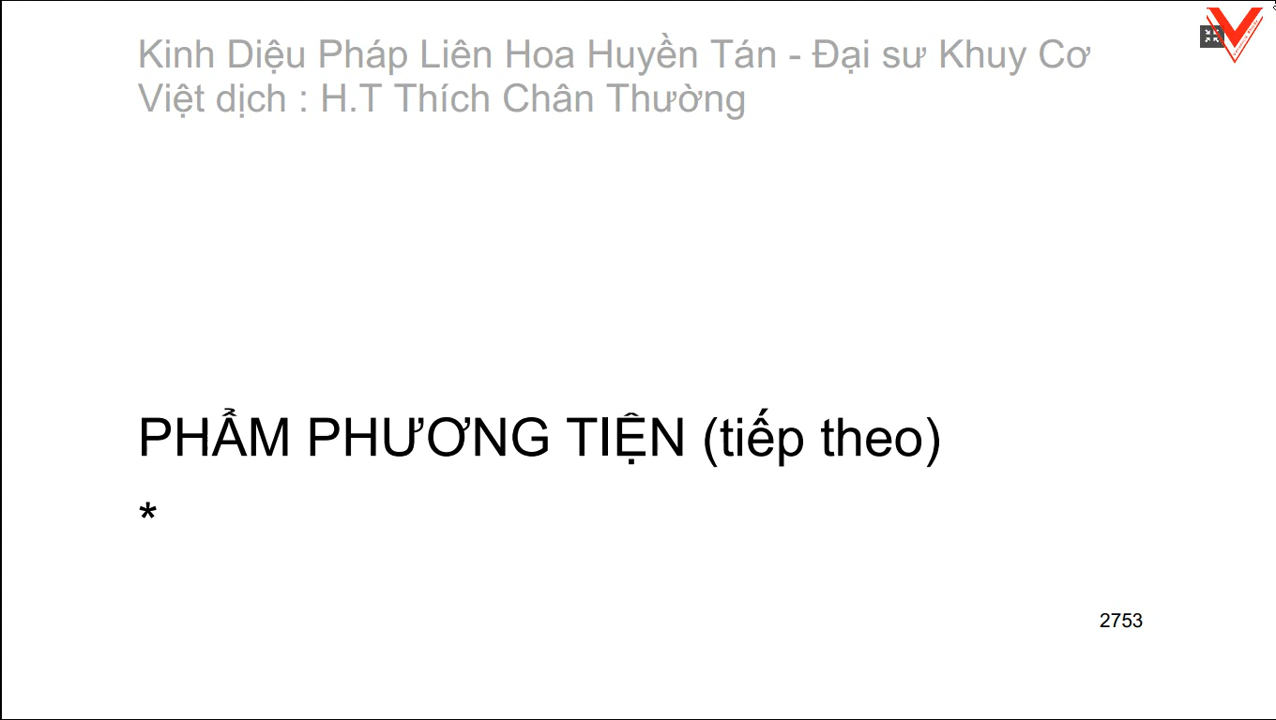 Kinh Diệu Pháp Liên Hoa Huyền Tán - Đại sư Khuy Cơ
Việt dịch : H.T Thích Chân Thường
PHẨM PHƯƠNG TIỆN (tiếp theo)
*
2753